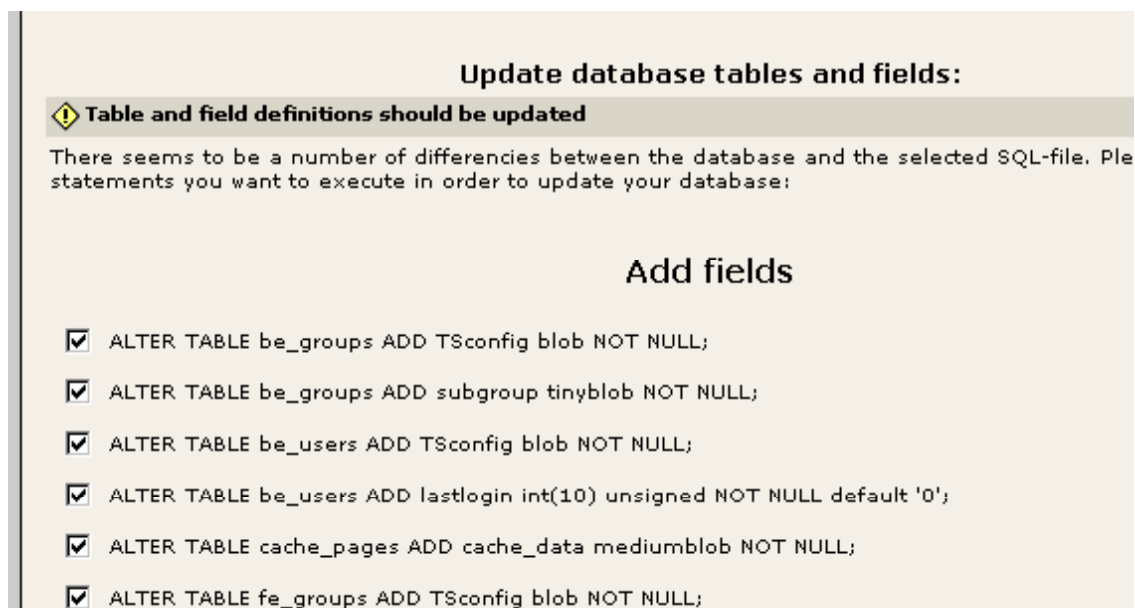 Update database tables and fields:
Table and field definitions should be updated
There seems to be a number of differencies between the database and the selected SQL-file. Ple
statements you want to execute in order to update your database:
Add fields
ALTER TABLE be_groups ADD TSconfig blob NOT NULL;
ALTER TABLE be_groups ADD subgroup tinyblob NOT NULL;
ALTER TABLE be_users ADD TSconfig blob NOT NULL;
ALTER TABLE be_users ADD lastlogin int(10) unsigned NOT NULL default '0';
ALTER TABLE cache_pages ADD cache_data mediumblob NOT NULL;
ALTER TABLE fe_groups ADD TSconfig blob NOT NULL;